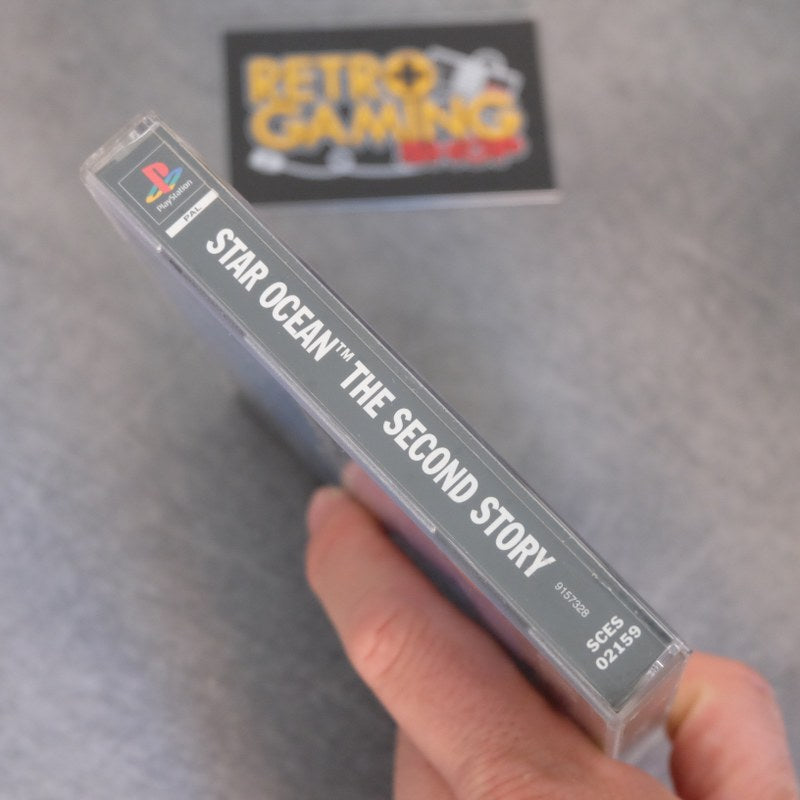 RETRO
GAMING
SHOP
PlayStation
PAL
STAR OCEAN™ THE SECOND STORY
9157328
SCES
02159